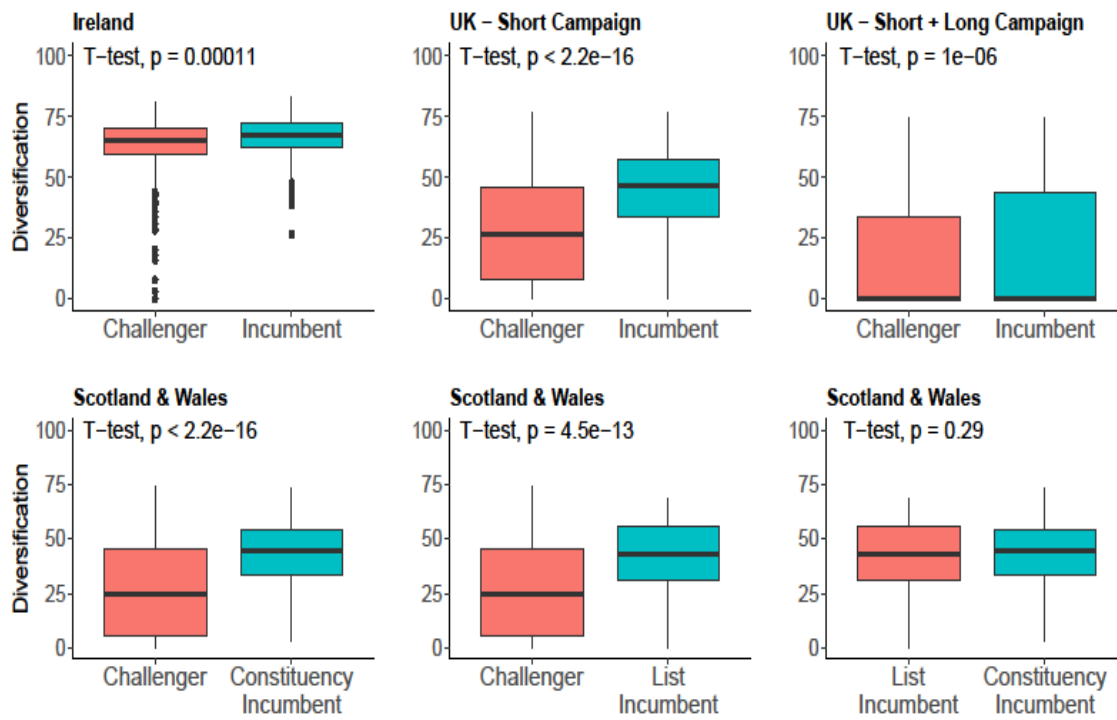 Ireland
T-test, p = 0.00011
Diversification
100
75
50
25
0
Challenger
Incumbent
UK – Short Campaign
T-test, p < 2.2e−16
100
75
50
25
0
Challenger
Incumbent
UK – Short + Long Campaign
T-test, p = 1e−06
100
75
50
25
0
Challenger
Incumbent
Scotland & Wales
T-test, p < 2.2e−16
Diversification
100
75
50
25
0
Challenger
Constituency
Incumbent
Scotland & Wales
T-test, p = 4.5e−13
100
75
50
25
0
Challenger
List
Incumbent
Scotland & Wales
T-test, p = 0.29
100
75
50
25
0
List
Incumbent
Constituency
Incumbent